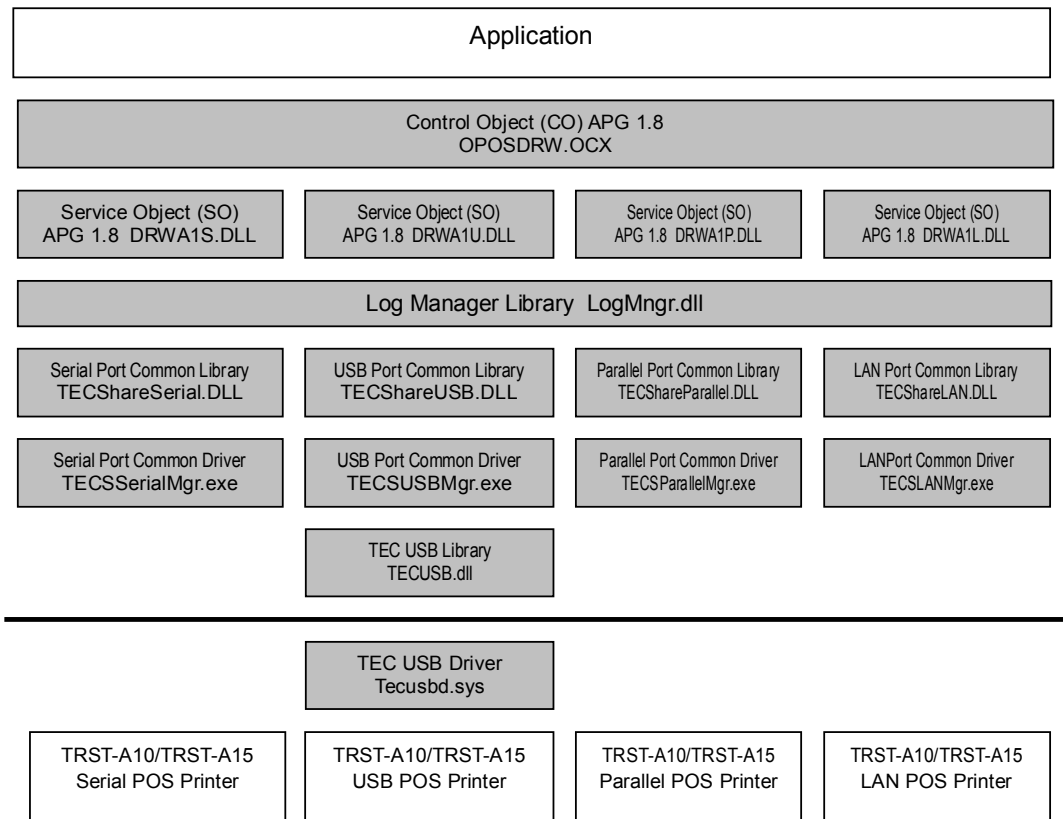 Application
Control Object (CO) APG 1.8
OPOSDRW.OCX
Service Object (SO)
APG 1.8 DRWA1S.DLL
Service Object (SO)
APG 1.8 DRWA1U.DLL
Service Object (SO)
APG 1.8 DRWA1P.DLL
Service Object (SO)
APG 1.8 DRWA1L.DLL
Log Manager Library LogMngr.dll
Serial Port Common Library
TECShareSerial.DLL
USB Port Common Library
TECShareUSB.DLL
Parallel Port Common Library
TECShareParallel.DLL
LAN Port Common Library
TECShareLAN.DLL
Serial Port Common Driver
TECSSerialMgr.exe
USB Port Common Driver
TECSUSBMgr.exe
Parallel Port Common Driver
TECSParallelMgr.exe
LANPort Common Driver
TECSLANMgr.exe
TEC USB Library
TECUSB.dll
TEC USB Driver
Tecusbd.sys
TRST-A10/TRST-A15
Serial POS Printer
TRST-A10/TRST-A15
USB POS Printer
TRST-A10/TRST-A15
Parallel POS Printer
TRST-A10/TRST-A15
LAN POS Printer